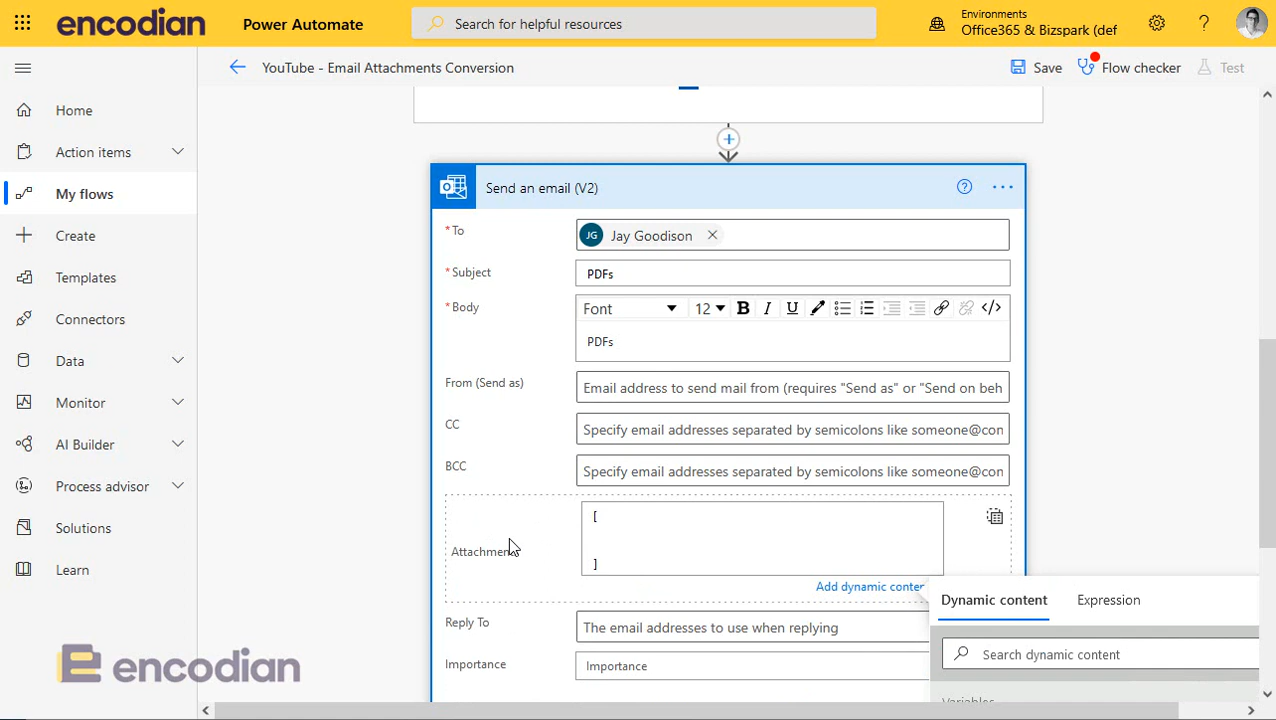 encodian
Power Automate
Search for helpful resources
Environments
Office365 & Bizspark (def
?
YouTube - Email Attachments Conversion
Save
Flow checker
Test
Home
Action items
My flows
Create
Templates
Connectors
Data
Monitor
AI Builder
Process advisor
Solutions
Learn
Send an email (V2)
?
...
* To
JG
Jay Goodison
* Subject
PDFs
* Body
Font
12
B
I
U
</>
PDFs
From (Send as)
Email address to send mail from (requires "Send as" or "Send on beh
CC
Specify email addresses separated by semicolons like someone@con
BCC
Specify email addresses separated by semicolons like someone@con
Attachmen
[
]
Add dynamic conten
Dynamic content
Expression
Search dynamic content
Variables
Reply To
The email addresses to use when replying
Importance
Importance
encodian